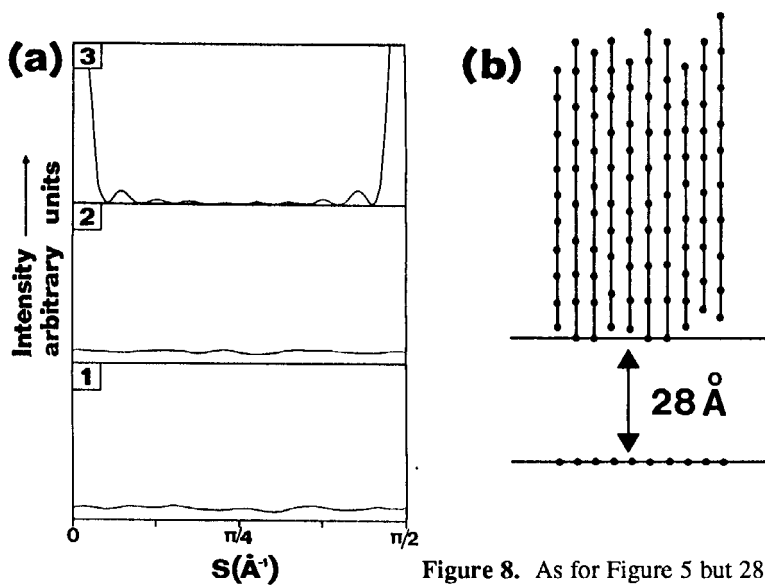 (a)
3
2
1
Intensity
arbitrary units
0
π/4
π/2
S(Å⁻¹)
(b)
28 Å
Figure 8. As for Figure 5 but 28